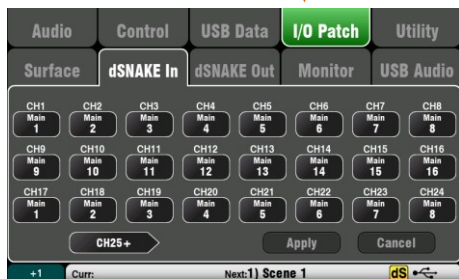 Audio Control USB Data I/O Patch Utility
Surface dSNAKE In dSNAKE Out Monitor USB Audio
CH1 CH2 CH3 CH4 CH5 CH6 CH7 CH8
Main Main Main Main Main Main Main Main
1 2 3 4 5 6 7 8
CH9 CH10 CH11 CH12 CH13 CH14 CH15 CH16
Main Main Main Main Main Main Main Main
9 10 11 12 13 14 15 16
CH17 CH18 CH19 CH20 CH21 CH22 CH23 CH24
Main Main Main Main Main Main Main Main
1 2 3 4 5 6 7 8
CH25+ Apply Cancel
+1 Curr: Next:1) Scene 1 dS